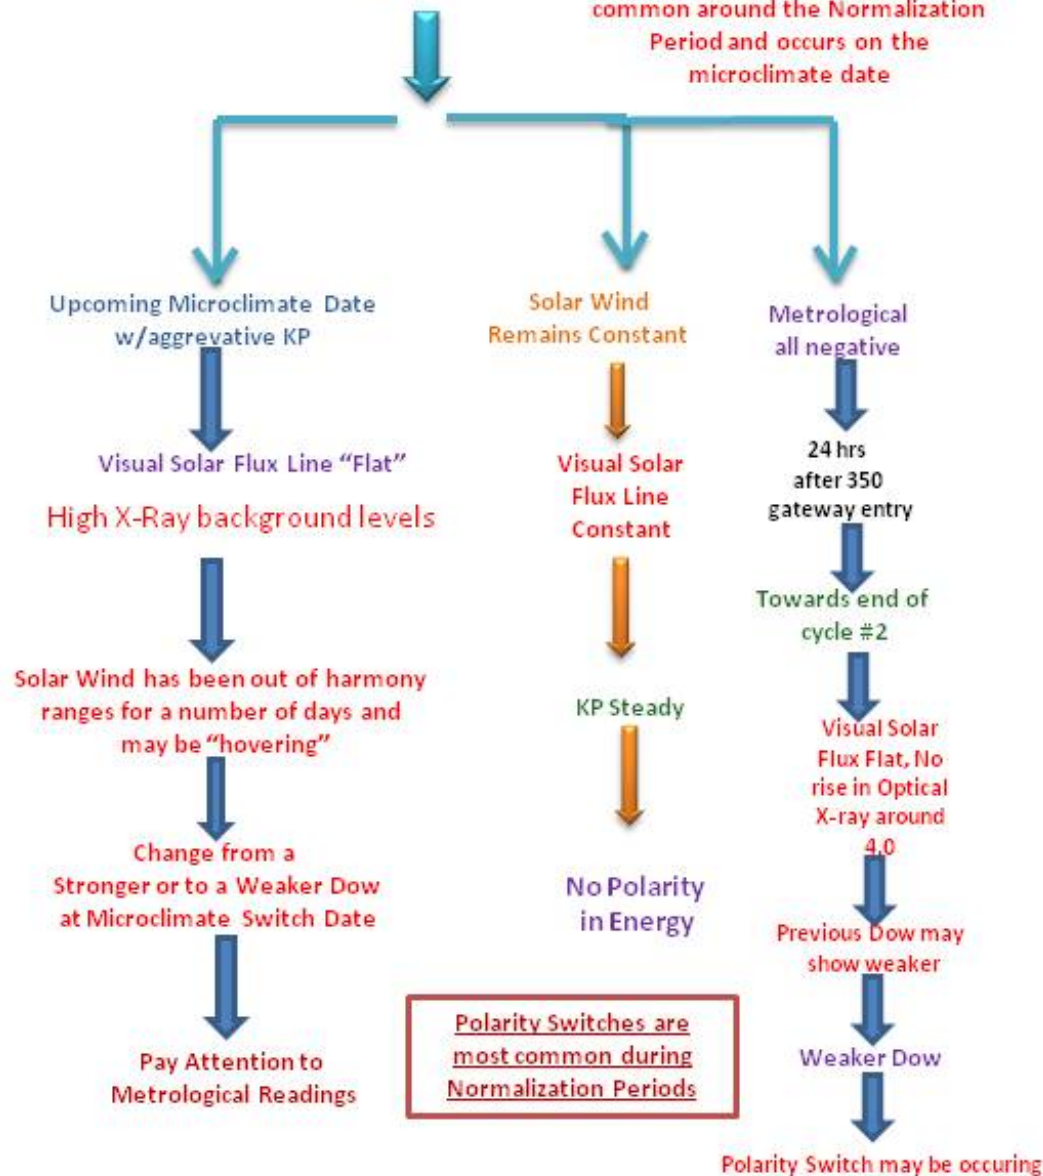 common around the Normalization
Period and occurs on the
microclimate date
Upcoming Microclimate Date
w/aggrevative KP
Visual Solar Flux Line “Flat”
High X-Ray background levels
Solar Wind has been out of harmony
ranges for a number of days and
may be “hovering”
Change from a
Stronger or to a Weaker Dow
at Microclimate Switch Date
Pay Attention to
Metrological Readings
Solar Wind
Remains Constant
Visual Solar
Flux Line
Constant
KP Steady
No Polarity
in Energy
Polarity Switches are
most common during
Normalization Periods
Metrological
all negative
24 hrs
after 350
gateway entry
Towards end of
cycle #2
Visual Solar
Flux Flat, No
rise in Optical
X-ray around
4.0
Previous Dow may
show weaker
Weaker Dow
Polarity Switch may be occuring